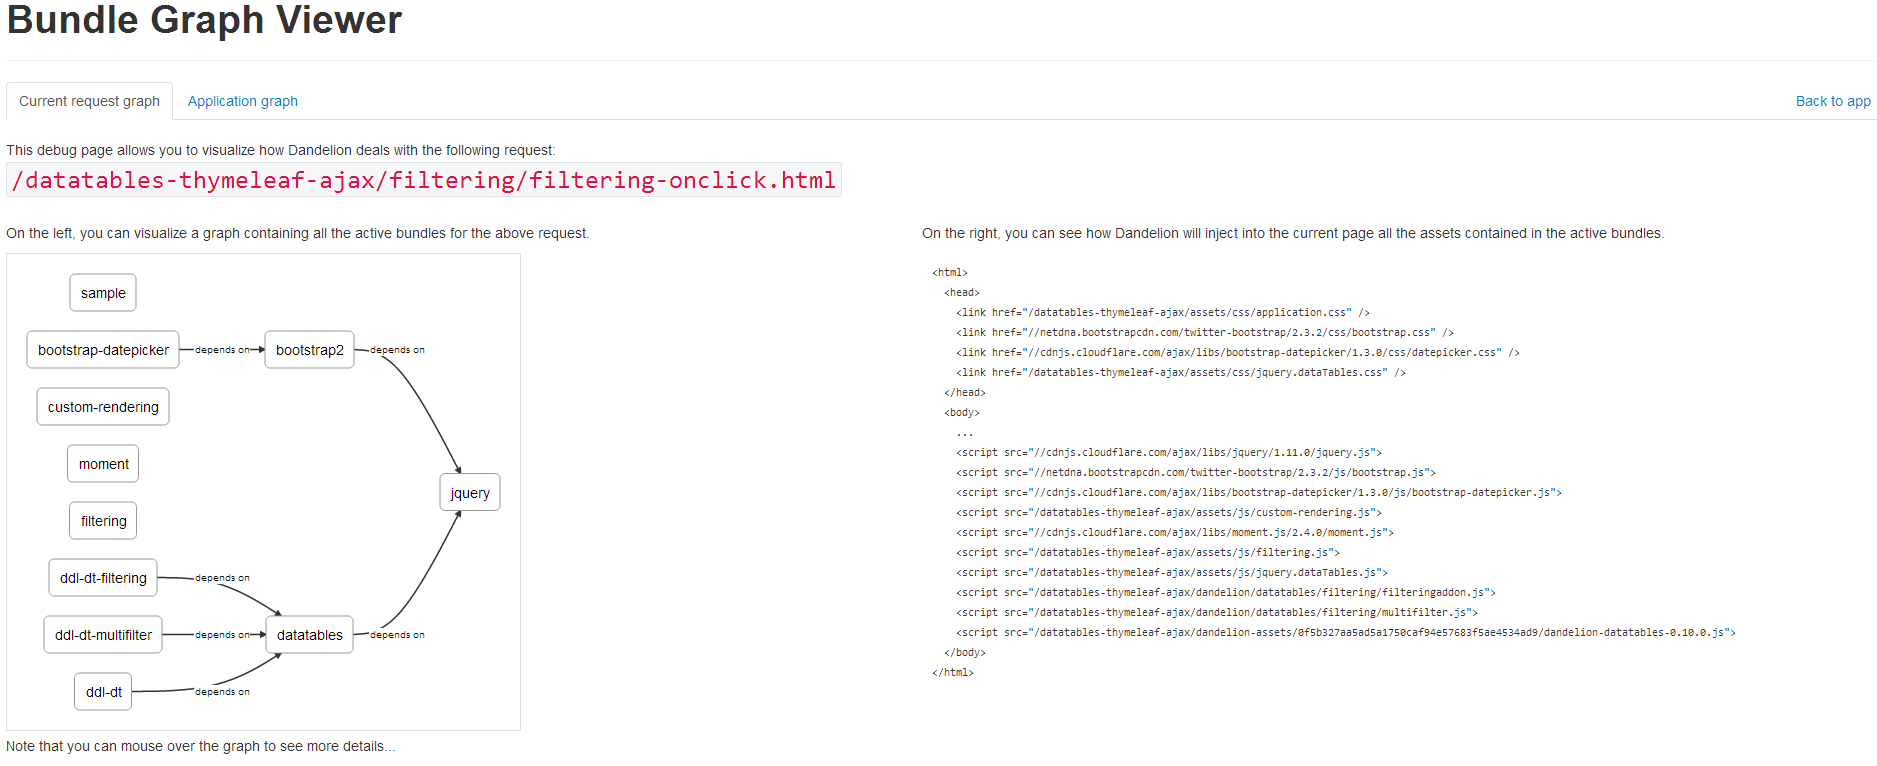 Bundle Graph Viewer
Current request graph
Application graph
Back to app
This debug page allows you to visualize how Dandelion deals with the following request:
/datatables-thymeleaf-ajax/filtering/filtering-onclick.html
On the left, you can visualize a graph containing all the active bundles for the above request.
sample
bootstrap-datepicker
depends on
bootstrap2
depends on
custom-rendering
moment
jquery
filtering
ddl-dt-filtering
depends on
ddl-dt-multifilter
depends on
datatables
depends on
ddl-dt
depends on
Note that you can mouse over the graph to see more details...
On the right, you can see how Dandelion will inject into the current page all the assets contained in the active bundles.
<html>
<head>
<link href="/datatables-thymeleaf-ajax/assets/css/application.css" />
<link href="//netdna.bootstrapcdn.com/twitter-bootstrap/2.3.2/css/bootstrap.css" />
<link href="//cdnjs.cloudflare.com/ajax/libs/bootstrap-datepicker/1.3.0/css/datepicker.css" />
<link href="/datatables-thymeleaf-ajax/assets/css/jquery.dataTables.css" />
</head>
<body>
...
<script src="//cdnjs.cloudflare.com/ajax/libs/jquery/1.11.0/jquery.js">
<script src="//netdna.bootstrapcdn.com/twitter-bootstrap/2.3.2/js/bootstrap.js">
<script src="//cdnjs.cloudflare.com/ajax/libs/bootstrap-datepicker/1.3.0/js/bootstrap-datepicker.js">
<script src="/datatables-thymeleaf-ajax/assets/js/custom-rendering.js">
<script src="//cdnjs.cloudflare.com/ajax/libs/moment.js/2.4.0/moment.js">
<script src="/datatables-thymeleaf-ajax/assets/js/filtering.js">
<script src="/datatables-thymeleaf-ajax/assets/js/jquery.dataTables.js">
<script src="/datatables-thymeleaf-ajax/dandelion/datatables/filtering/filteringaddon.js">
<script src="/datatables-thymeleaf-ajax/dandelion/datatables/filtering/multifilter.js">
<script src="/datatables-thymeleaf-ajax/dandelion-assets/0f5b327aa5ad5a1750caf94e57683f5ae4534ad9/dandelion-datatables-0.10.0.js">
</body>
</html>